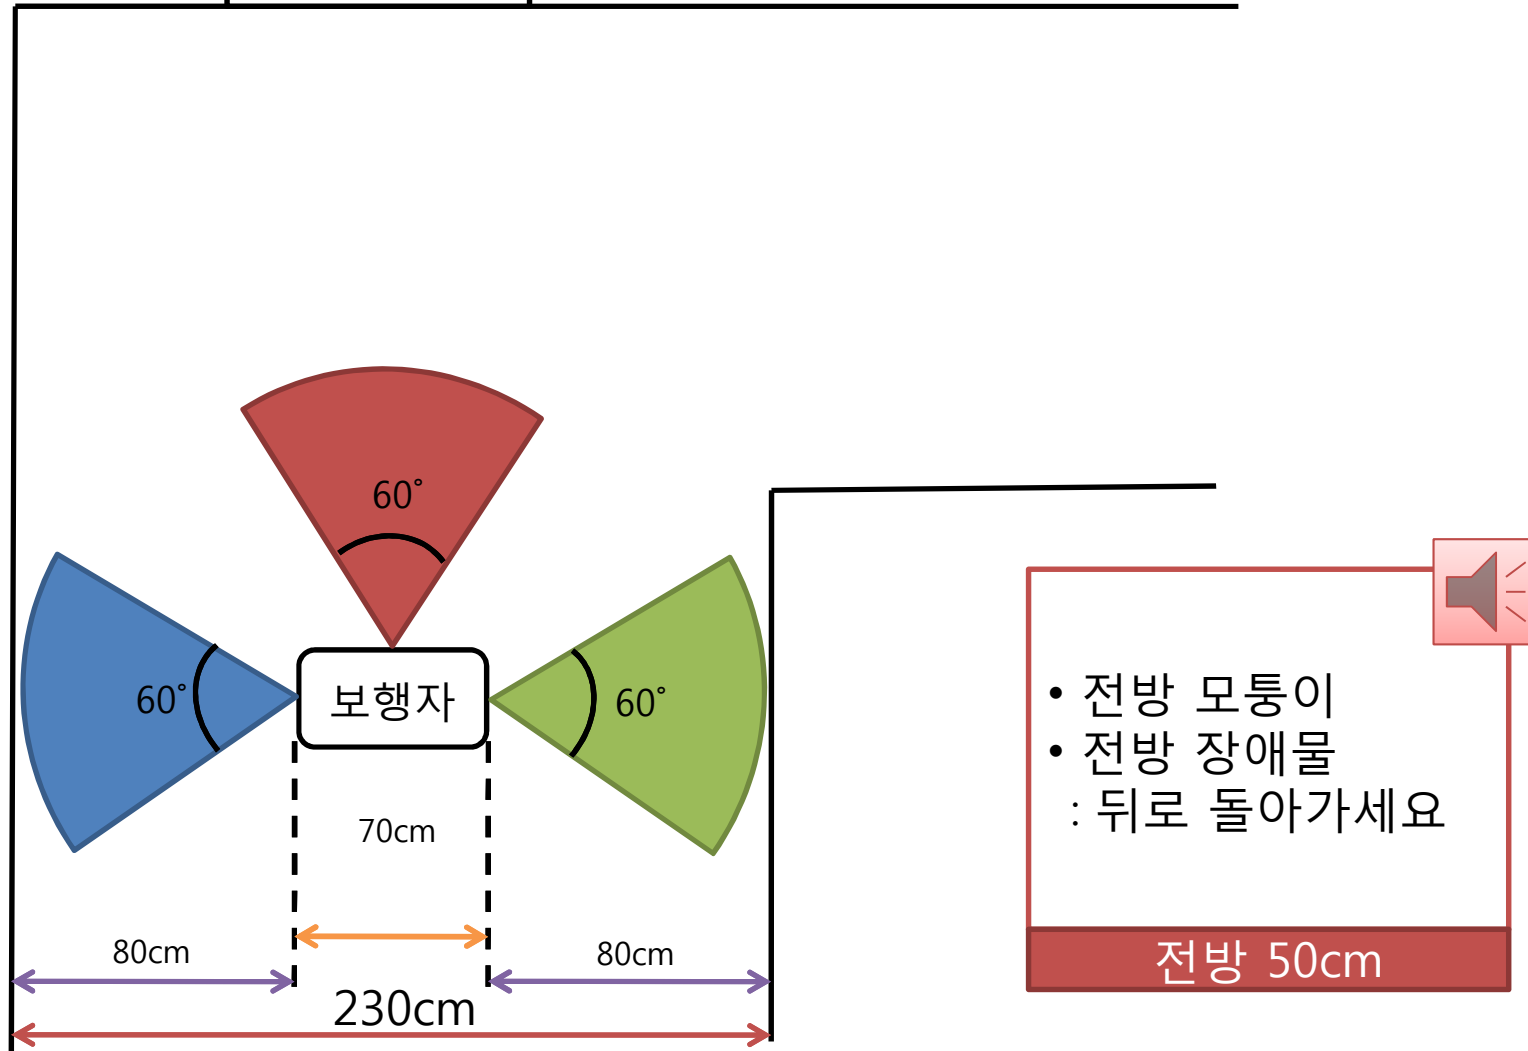 60˚
60˚
보행자
60˚
70cm
80cm
80cm
230cm
• 전방 모퉁이
• 전방 장애물
: 뒤로 돌아가세요
전방 50cm